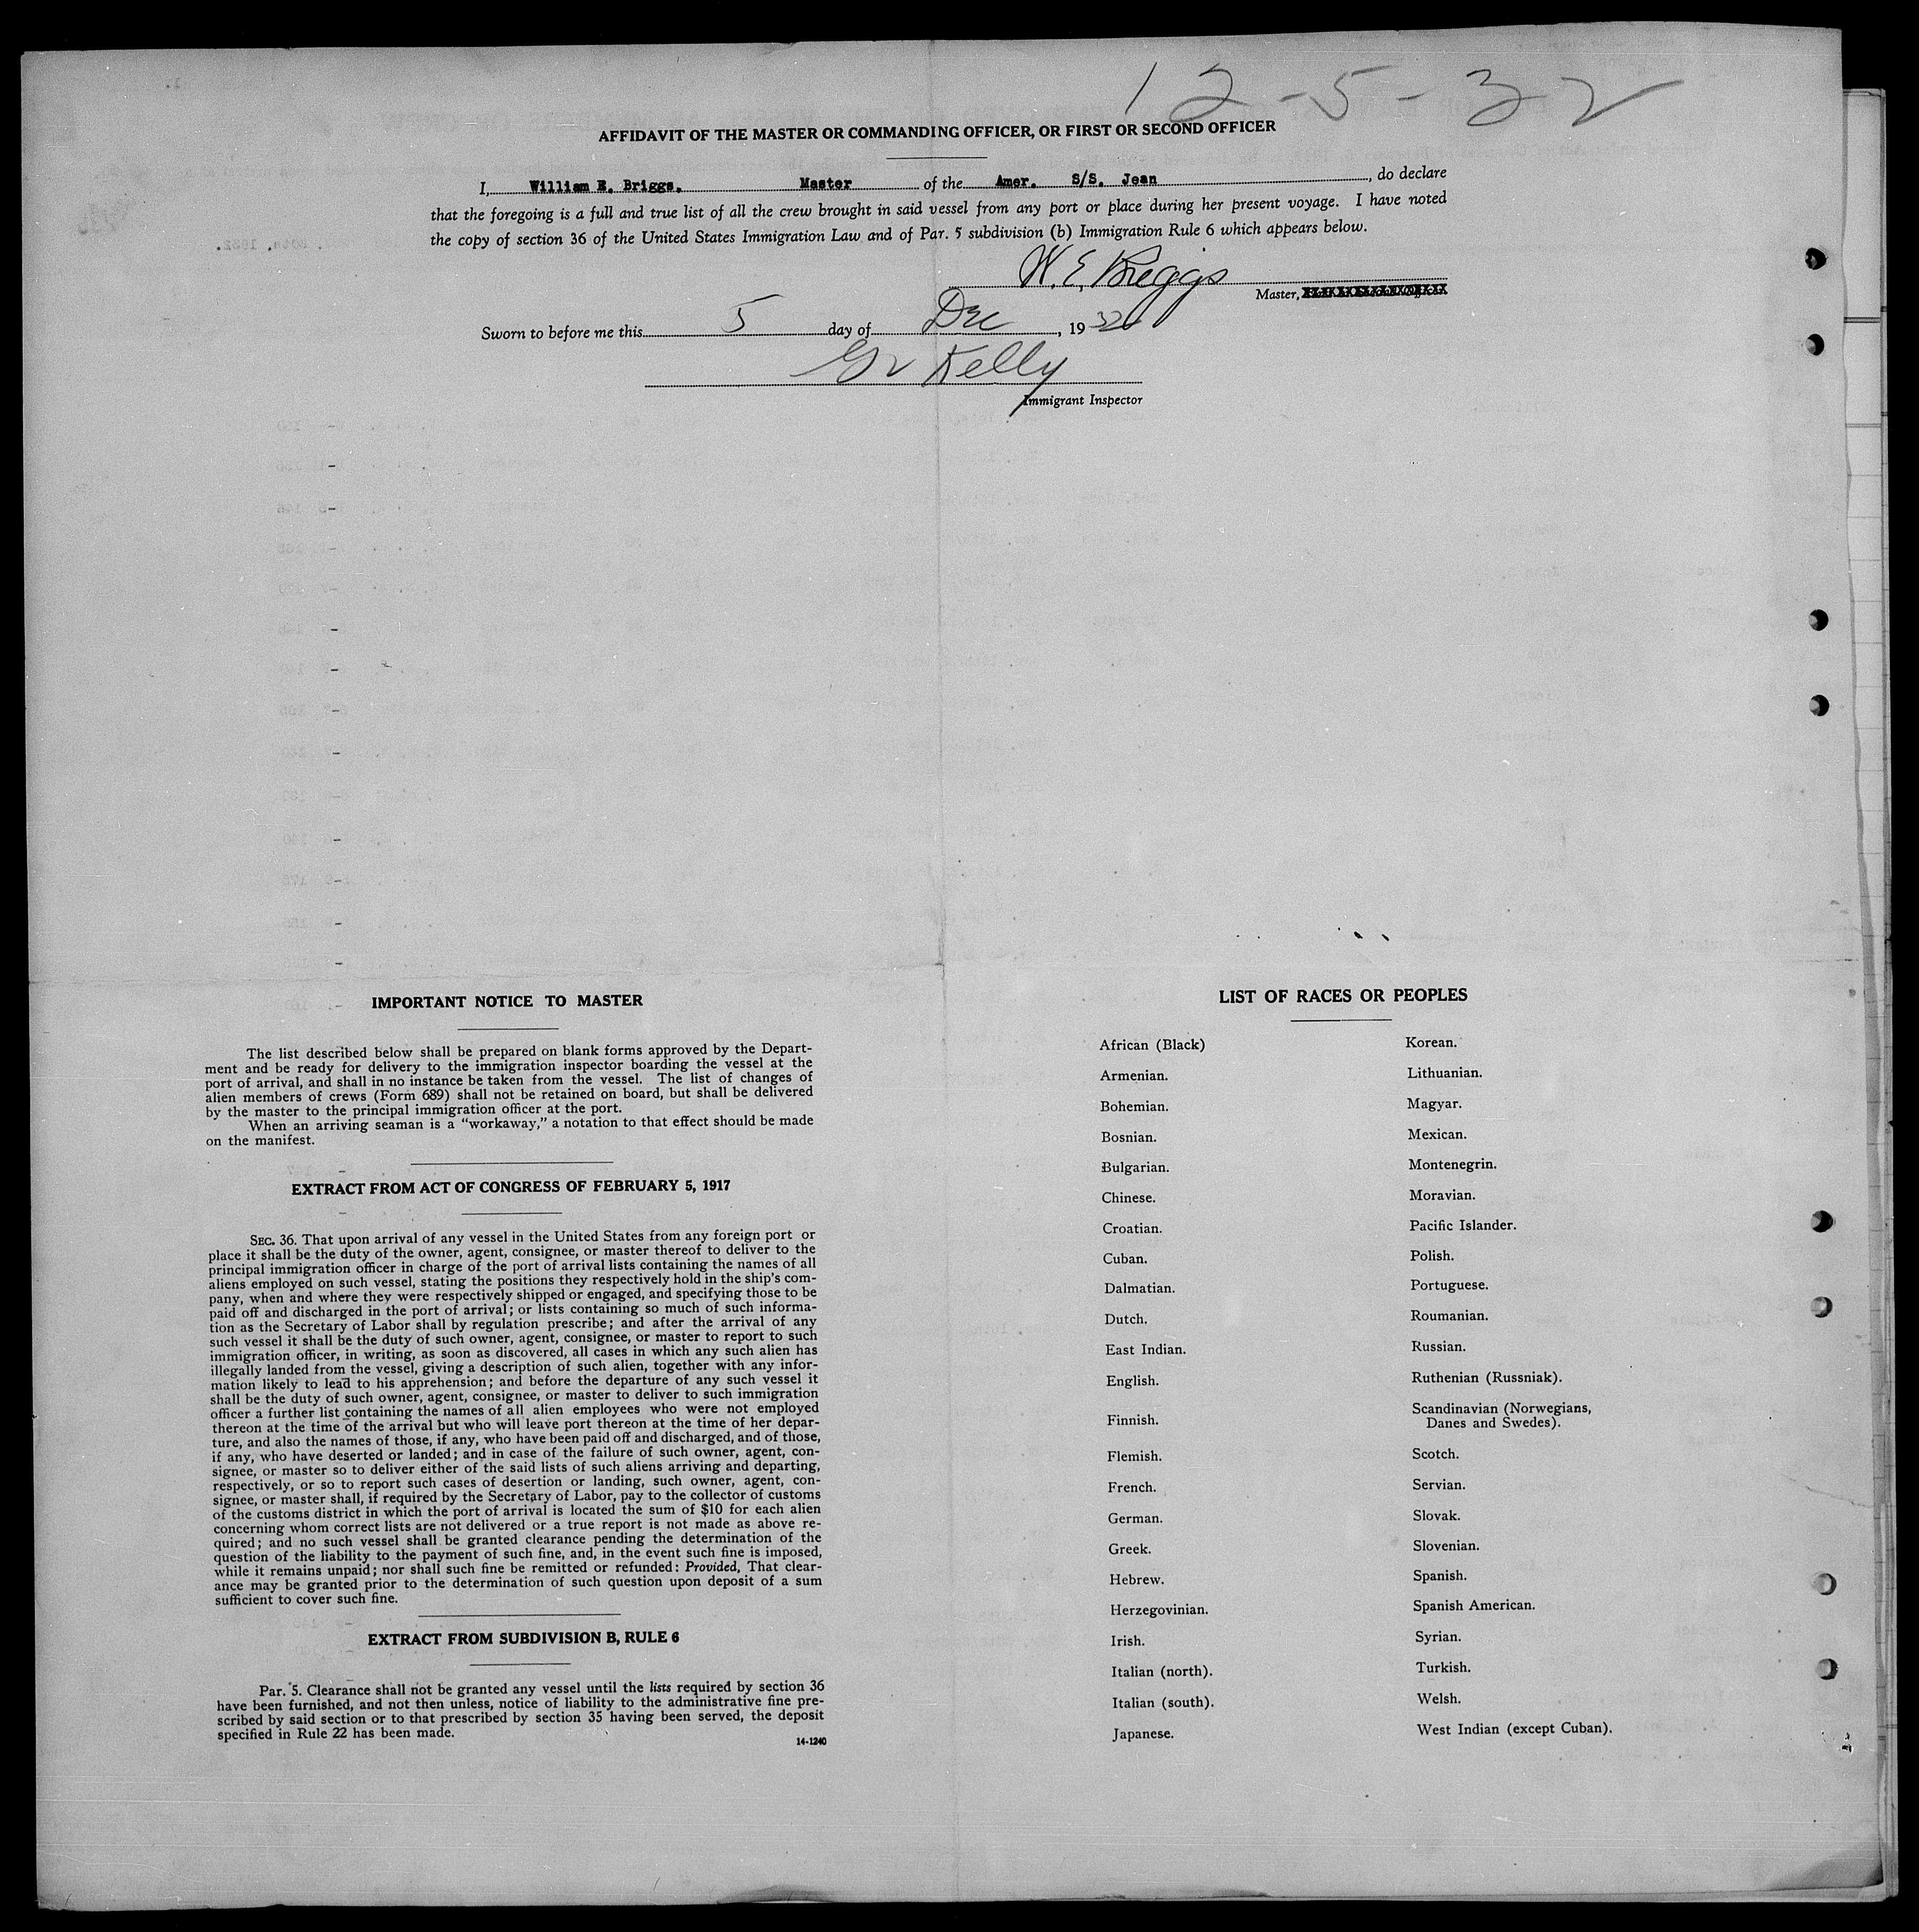 12-5-32
AFFIDAVIT OF THE MASTER OR COMMANDING OFFICER, OR FIRST OR SECOND OFFICER
I, William E. Briggs. Master of the Amer. S/S. Jean, do declare
that the foregoing is a full and true list of all the crew brought in said vessel from any port or place during her present voyage. I have noted
the copy of section 36 of the United States Immigration Law and of Par. 5 subdivision (b) Immigration Rule 6 which appears below.
W. E. Briggs
Master,
Sworn to before me this 5 day of Dec, 1932
Kelly
Immigrant Inspector
IMPORTANT NOTICE TO MASTER
The list described below shall be prepared on blank forms approved by the Depart-
ment and be ready for delivery to the immigration inspector boarding the vessel at the
port of arrival, and shall in no instance be taken from the vessel. The list of changes of
alien members of crews (Form 689) shall not be retained on board, but shall be delivered
by the master to the principal immigration officer at the port.
When an arriving seaman is a "workaway," a notation to that effect should be made
on the manifest.
EXTRACT FROM ACT OF CONGRESS OF FEBRUARY 5, 1917
SEC. 36. That upon arrival of any vessel in the United States from any foreign port or
place it shall be the duty of the owner, agent, consignee, or master thereof to deliver to the
principal immigration officer in charge of the port of arrival lists containing the names of all
aliens employed on such vessel, stating the positions they respectively hold in the ship's com-
pany, when and where they were respectively shipped or engaged, and specifying those to be
paid off and discharged in the port of arrival; or lists containing so much of such informa-
tion as the Secretary of Labor shall by regulation prescribe; and after the arrival of any
such vessel it shall be the duty of such owner, agent, consignee, or master to report to such
immigration officer, in writing, as soon as discovered, all cases in which any such alien has
illegally landed from the vessel, giving a description of such alien, together with any infor-
mation likely to lead to his apprehension; and before the departure of any such vessel it
shall be the duty of such owner, agent, consignee, or master to deliver to such immigration
officer a further list containing the names of all alien employees who were not employed
thereon at the time of the arrival but who will leave port thereon at the time of her depar-
ture, and also the names of those, if any, who have been paid off and discharged, and of those,
if any, who have deserted or landed; and in case of the failure of such owner, agent, con-
signee, or master so to deliver either of the said lists of such aliens arriving and departing,
respectively, or so to report such cases of desertion or landing, such owner, agent, con-
signee, or master shall, if required by the Secretary of Labor, pay to the collector of customs
of the customs district in which the port of arrival is located the sum of $10 for each alien
concerning whom correct lists are not delivered or a true report is not made as above re-
quired; and no such vessel shall be granted clearance pending the determination of the
question of the liability to the payment of such fine, and, in the event such fine is imposed,
while it remains unpaid; nor shall such fine be remitted or refunded: Provided, That clear-
ance may be granted prior to the determination of such question upon deposit of a sum
sufficient to cover such fine.
EXTRACT FROM SUBDIVISION B, RULE 6
Par. 5. Clearance shall not be granted any vessel until the lists required by section 36
have been furnished, and not then unless, notice of liability to the administrative fine pre-
scribed by said section or to that prescribed by section 35 having been served, the deposit
specified in Rule 22 has been made.
14-1240
LIST OF RACES OR PEOPLES
African (Black)
Armenian.
Bohemian.
Bosnian.
Bulgarian.
Chinese.
Croatian.
Cuban.
Dalmatian.
Dutch.
East Indian.
English.
Finnish.
Flemish.
French.
German.
Greek.
Hebrew.
Herzegovinian.
Irish.
Italian (north).
Italian (south).
Japanese.
Korean.
Lithuanian.
Magyar.
Mexican.
Montenegrin.
Moravian.
Pacific Islander.
Polish.
Portuguese.
Roumanian.
Russian.
Ruthenian (Russniak).
Scandinavian (Norwegians,
Danes and Swedes).
Scotch.
Servian.
Slovak.
Slovenian.
Spanish.
Spanish American.
Syrian.
Turkish.
Welsh.
West Indian (except Cuban).